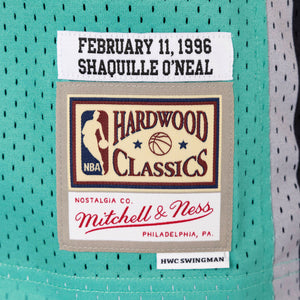 FEBRUARY 11, 1996
SHAQUILLE O'NEAL
HARDWOOD
NBA
CLASSICS
NOSTALGIA CO.
Mitchell & Ness
PHILADELPHIA, PA.
HWC SWINGMAN